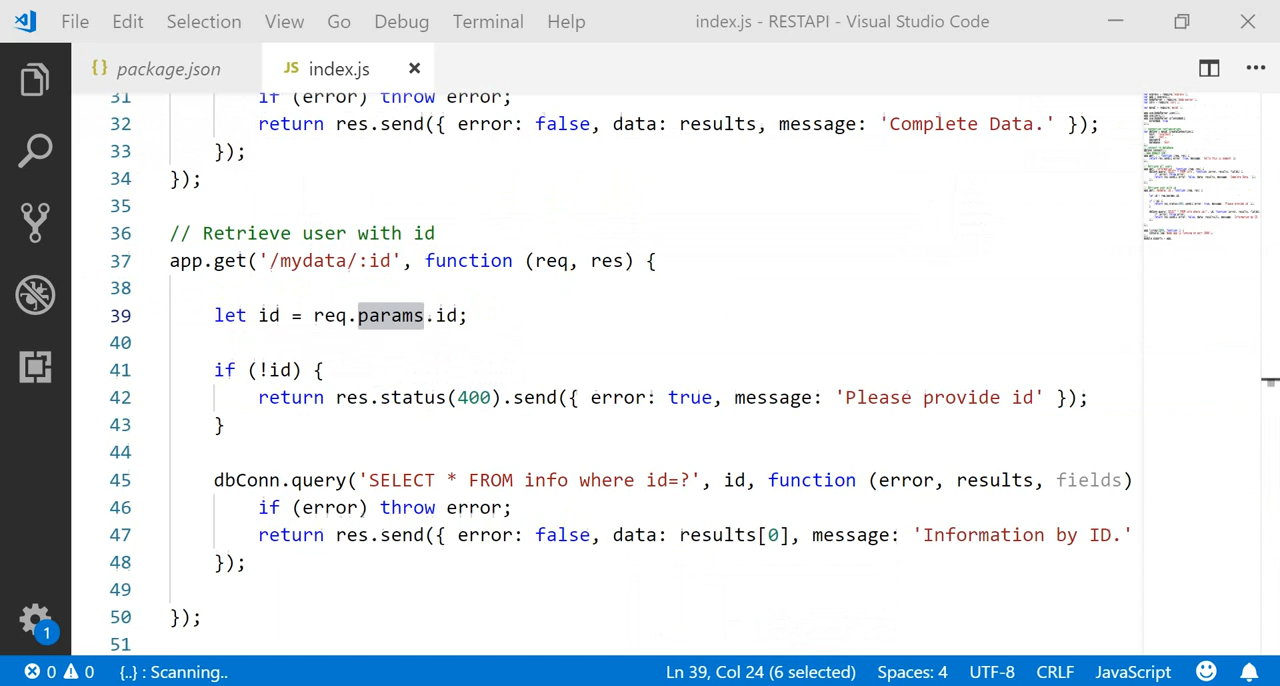 File Edit Selection View Go Debug Terminal Help index.js - RESTAPI - Visual Studio Code
{} package.json JS index.js ×
31 if (error) throw error;
32 return res.send({ error: false, data: results, message: 'Complete Data.' });
33 });
34 });
35
36 // Retrieve user with id
37 app.get('/mydata/:id', function (req, res) {
38
39 let id = req.params.id;
40
41 if (!id) {
42 return res.status(400).send({ error: true, message: 'Please provide id' });
43 }
44
45 dbConn.query('SELECT * FROM info where id=?', id, function (error, results, fields)
46 if (error) throw error;
47 return res.send({ error: false, data: results[0], message: 'Information by ID.'
48 });
49
50 });
51
1
0 0 {..} : Scanning.. Ln 39, Col 24 (6 selected) Spaces: 4 UTF-8 CRLF JavaScript